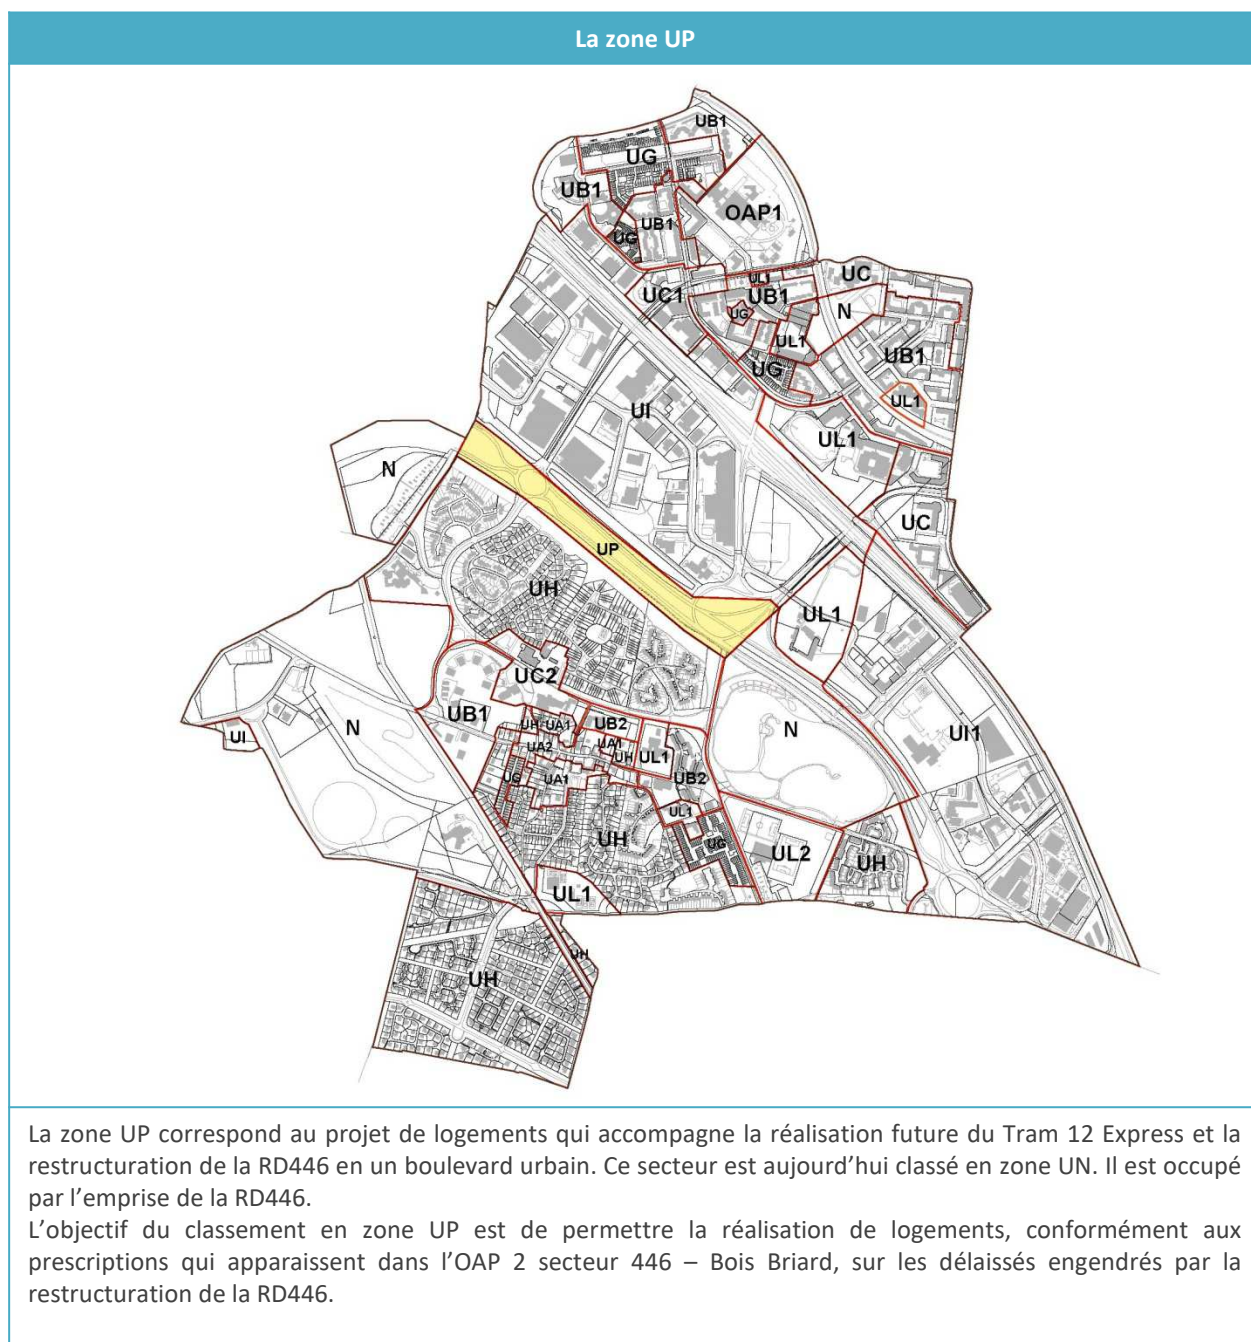 La zone UP
UB1
UG
UB1
OAP1
UB1
UG
UC
UL1
UC1
UB1
N
UG
UL1
UB1
UG
UL1
UI
UL1
N
UC
UP
UH
UL1
UC2
UB1
N
UI1
UH
UA1
UB2
N
UI
UA2
UA1
UH
UL1
UB2
UG
UA1
UL1
UH
UG
UL2
UH
UL1
UH
UH
La zone UP correspond au projet de logements qui accompagne la réalisation future du Tram 12 Express et la
restructuration de la RD446 en un boulevard urbain. Ce secteur est aujourd’hui classé en zone UN. Il est occupé
par l’emprise de la RD446.
L’objectif du classement en zone UP est de permettre la réalisation de logements, conformément aux
prescriptions qui apparaissent dans l’OAP 2 secteur 446 – Bois Briard, sur les délaissés engendrés par la
restructuration de la RD446.